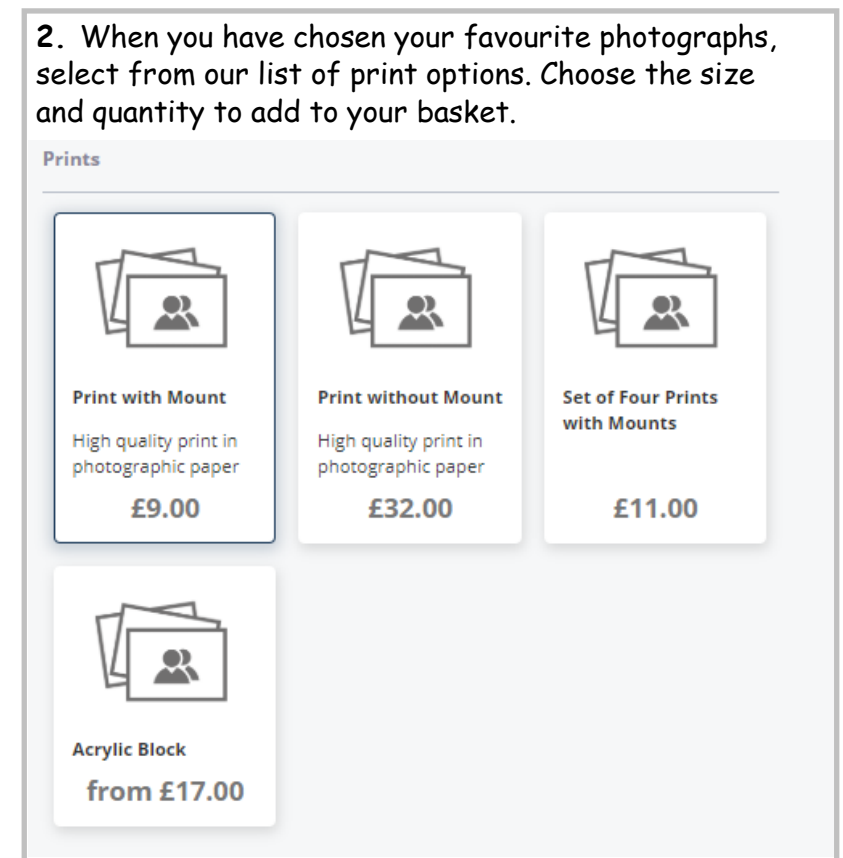 2. When you have chosen your favourite photographs,
select from our list of print options. Choose the size
and quantity to add to your basket.
Prints
Print with Mount
High quality print in
photographic paper
£9.00
Print without Mount
High quality print in
photographic paper
£32.00
Set of Four Prints
with Mounts
£11.00
Acrylic Block
from £17.00